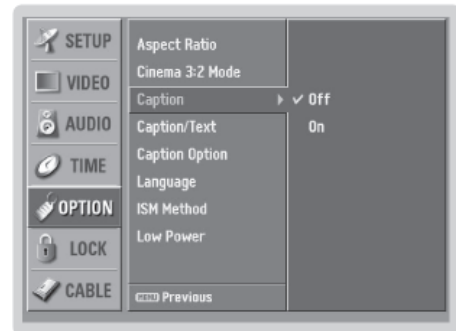 SETUP
VIDEO
AUDIO
TIME
OPTION
LOCK
CABLE
Aspect Ratio
Cinema 3:2 Mode
Caption
Caption/Text
Caption Option
Language
ISM Method
Low Power
MENU Previous
Off
On